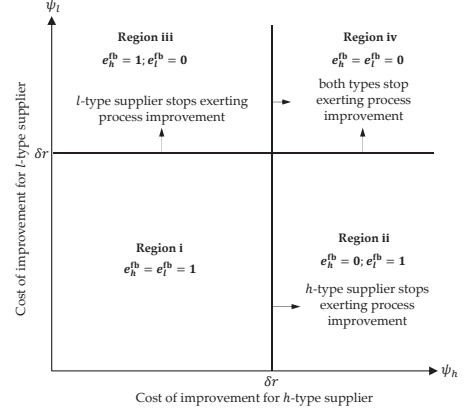 ψ_l
Region iii
e_h^fb = 1; e_l^fb = 0
l-type supplier stops exerting
process improvement
Region iv
e_h^fb = e_l^fb = 0
both types stop
exerting process
improvement
Cost of improvement for l-type supplier
δr
Region i
e_h^fb = e_l^fb = 1
Region ii
e_h^fb = 0; e_l^fb = 1
h-type supplier stops
exerting process
improvement
δr
ψ_h
Cost of improvement for h-type supplier